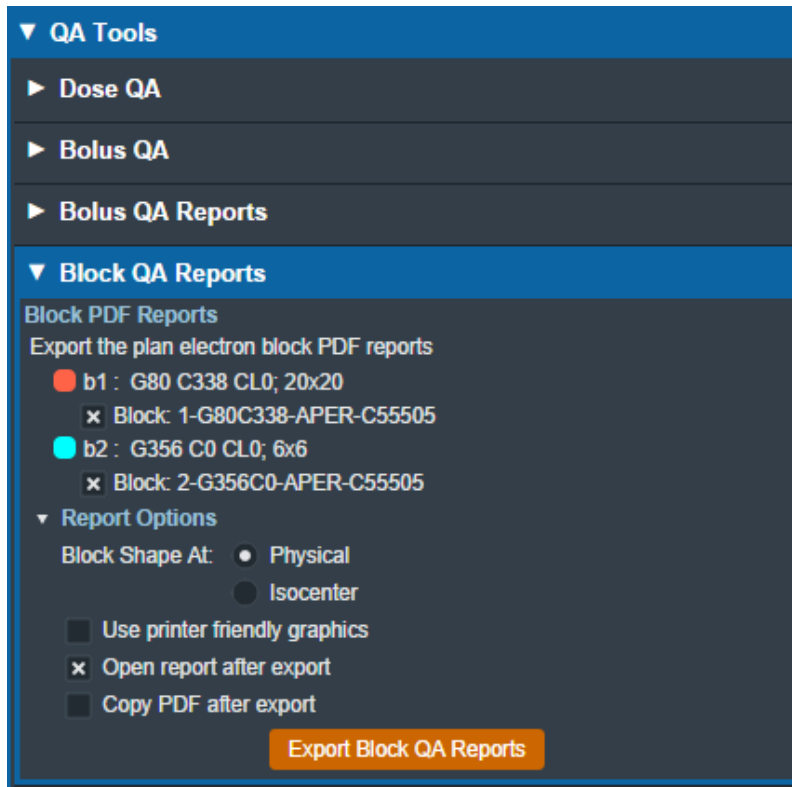 QA Tools
Dose QA
Bolus QA
Bolus QA Reports
Block QA Reports
Block PDF Reports
Export the plan electron block PDF reports
b1 : G80 C338 CL0; 20x20
Block: 1-G80C338-APER-C55505
b2 : G356 C0 CL0; 6x6
Block: 2-G356C0-APER-C55505
Report Options
Block Shape At: Physical
Isocenter
Use printer friendly graphics
Open report after export
Copy PDF after export
Export Block QA Reports